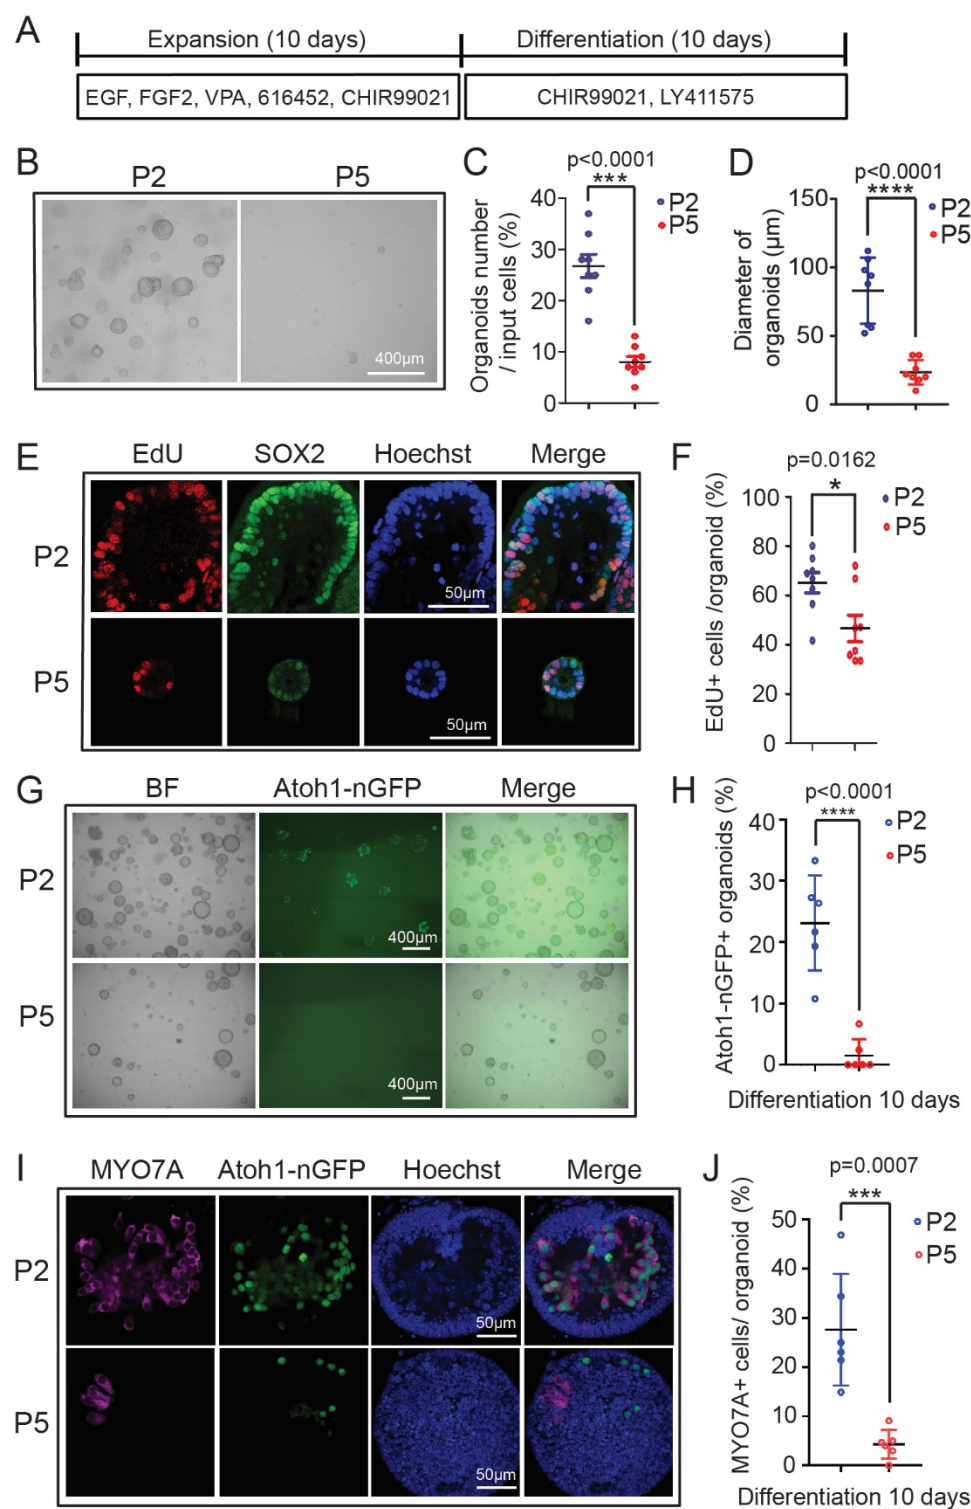 A
Expansion (10 days)
Differentiation (10 days)
EGF, FGF2, VPA, 616452, CHIR99021
CHIR99021, LY411575
B
P2
P5
400µm
C
p<0.0001
***
P2
P5
Organoids number
/ input cells (%)
40
30
20
10
0
D
p<0.0001
****
P2
P5
Diameter of
organoids (µm)
150
100
50
0
E
EdU
SOX2
Hoechst
Merge
P2
50µm
P5
50µm
F
p=0.0162
*
P2
P5
EdU+ cells /organoid (%)
100
80
60
40
20
0
G
BF
Atoh1-nGFP
Merge
P2
400µm
P5
400µm
H
p<0.0001
****
P2
P5
Atoh1-nGFP+ organoids (%)
40
30
20
10
0
Differentiation 10 days
I
MYO7A
Atoh1-nGFP
Hoechst
Merge
P2
50µm
P5
50µm
J
p=0.0007
***
P2
P5
MYO7A+ cells/ organoid (%)
50
40
30
20
10
0
Differentiation 10 days